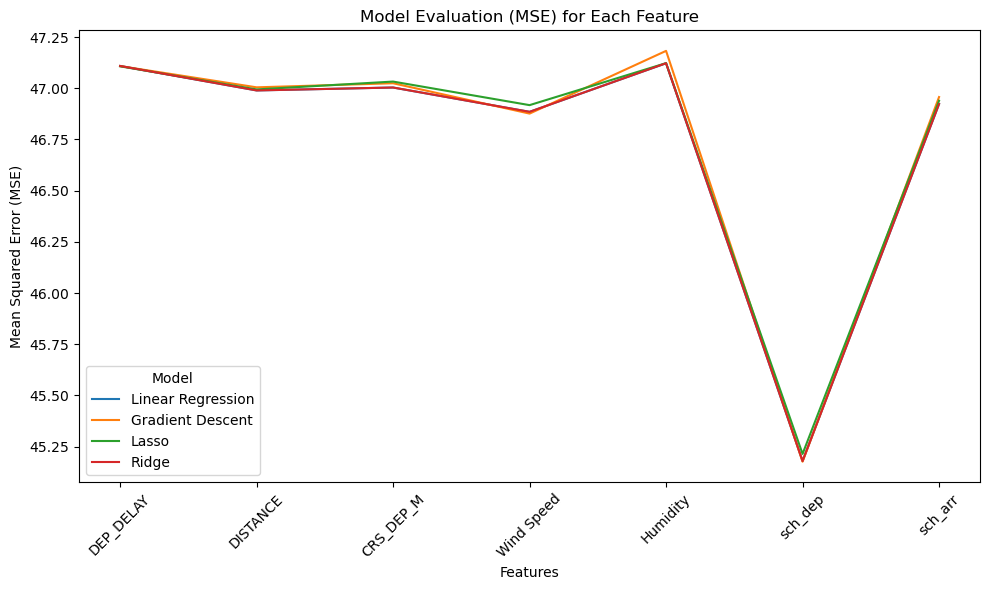 Model Evaluation (MSE) for Each Feature
Mean Squared Error (MSE)
47.25
47.00
46.75
46.50
46.25
46.00
45.75
45.50
45.25
Model
Linear Regression
Gradient Descent
Lasso
Ridge
DEP_DELAY
DISTANCE
CRS_DEP_M
Wind Speed
Humidity
sch_dep
sch_arr
Features